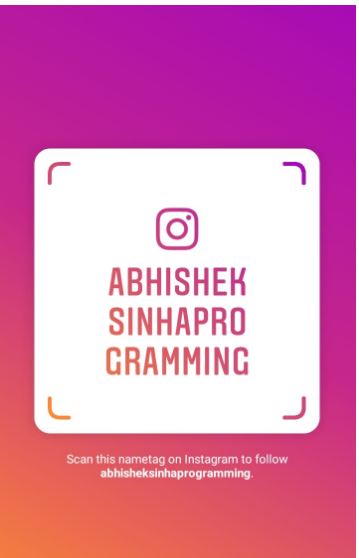 ABHISHEK
SINHAPRO
GRAMMING
Scan this nametag on Instagram to follow
abhisheksinhaprogramming.